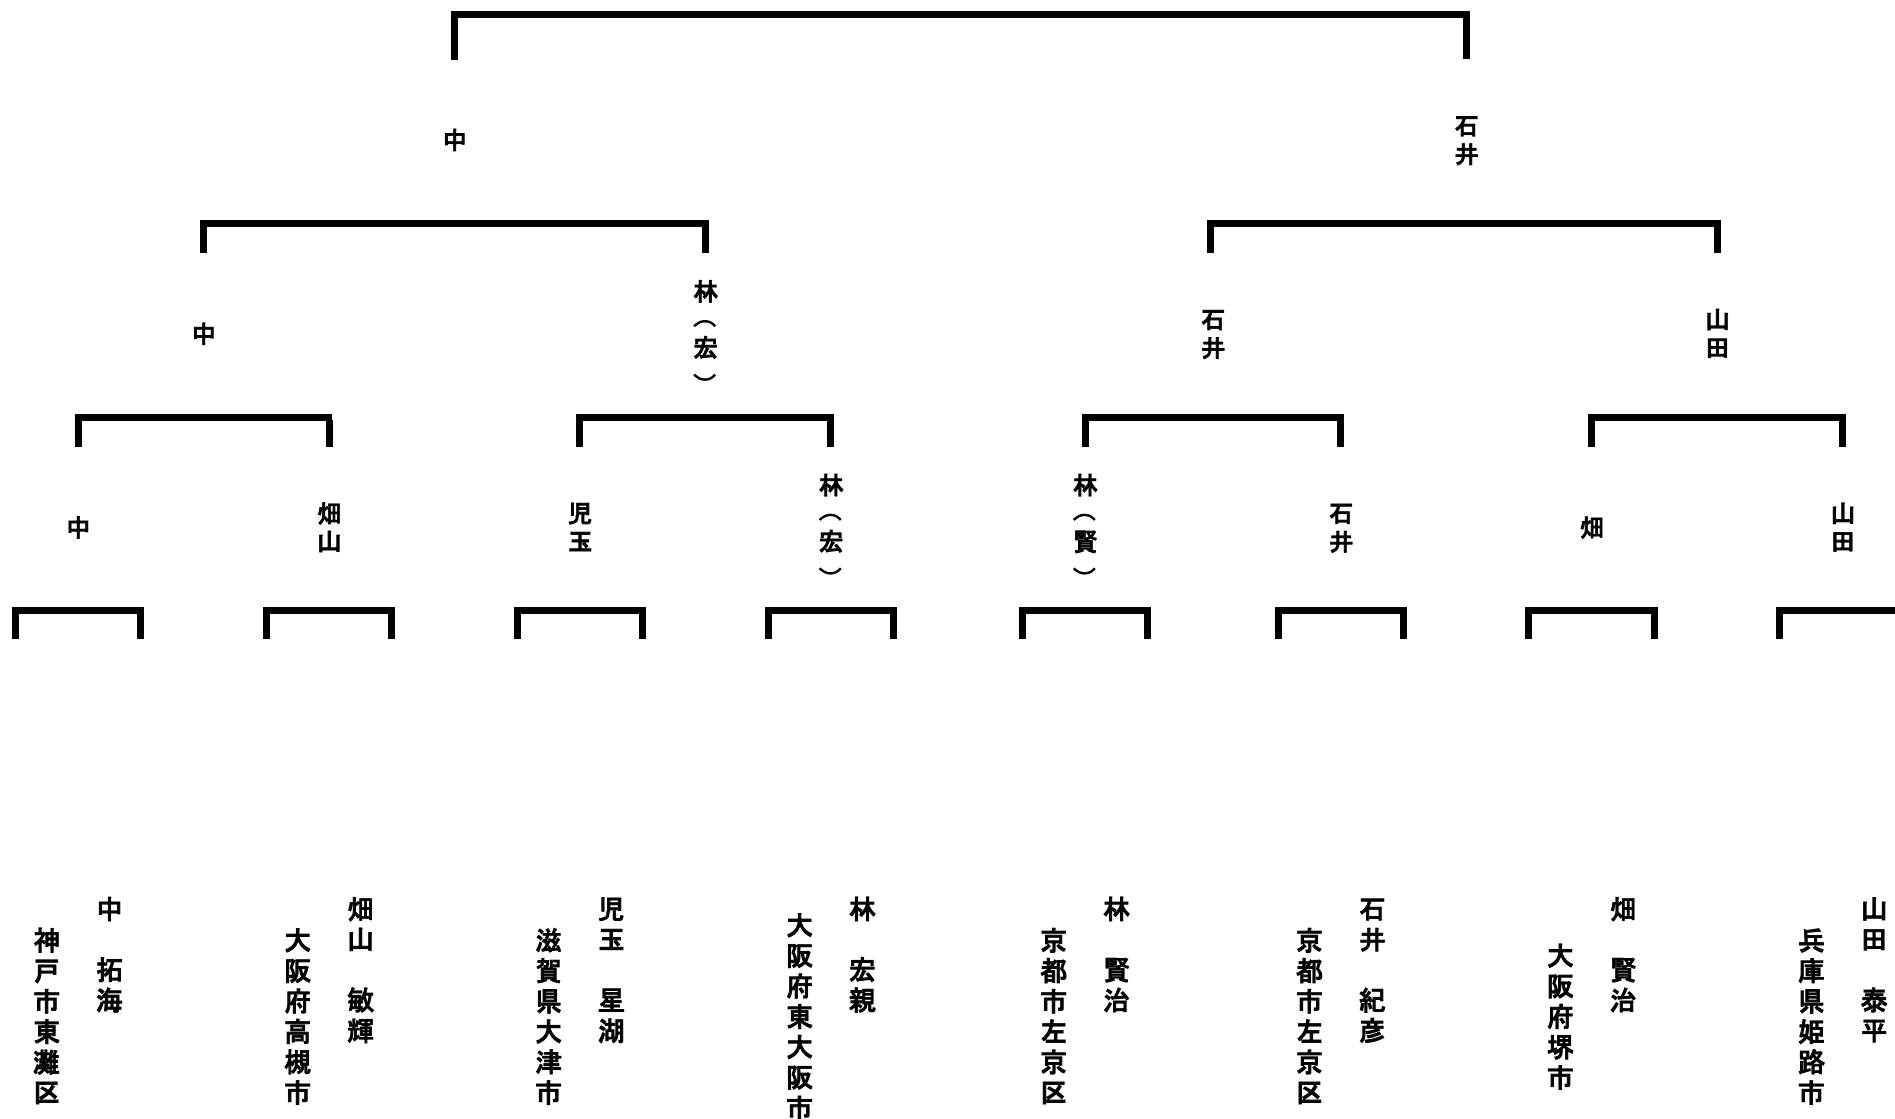 中
石井
中
林（宏）
石井
山田
中
畑山
児玉
林（宏）
林（賢）
石井
畑
山田
中　拓海
神戸市東灘区
畑山　敏輝
大阪府高槻市
児玉　星湖
滋賀県大津市
林　宏親
大阪府東大阪市
林　賢治
京都市左京区
石井　紀彦
京都市左京区
畑　賢治
大阪府堺市
山田　泰平
兵庫県姫路市